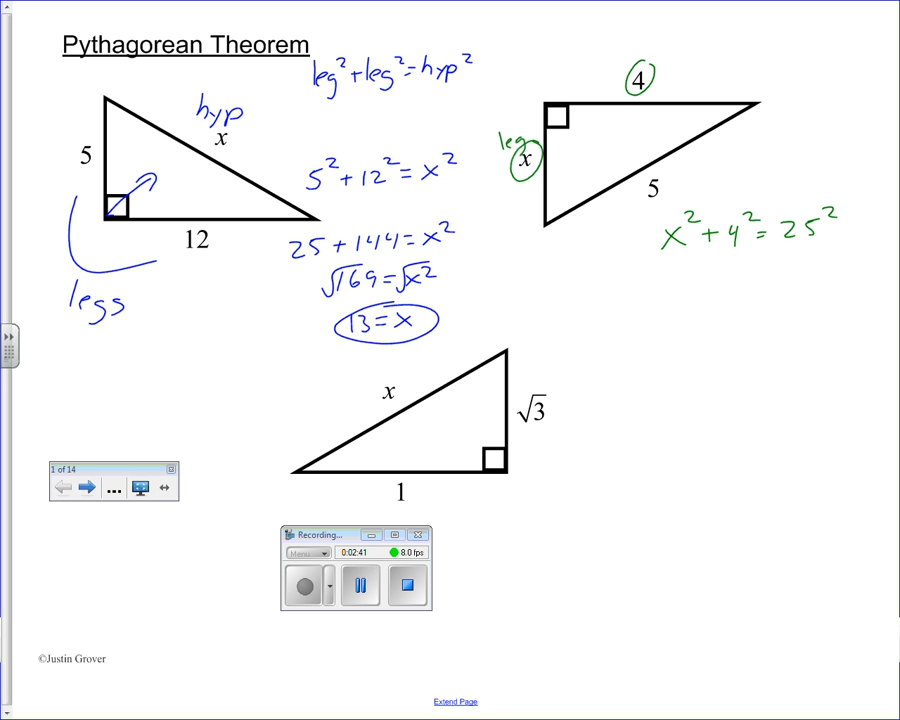 Pythagorean Theorem
leg² + leg² = hyp²
hyp
x
5
12
legs
5² + 12² = x²
25 + 144 = x²
√169 = √x²
13 = x
4
leg
x
5
x² + 4² = 25²
x
√3
1
1 of 14
...
Recording...
Menu
0:02:41
8.0 fps
©Justin Grover
Extend Page